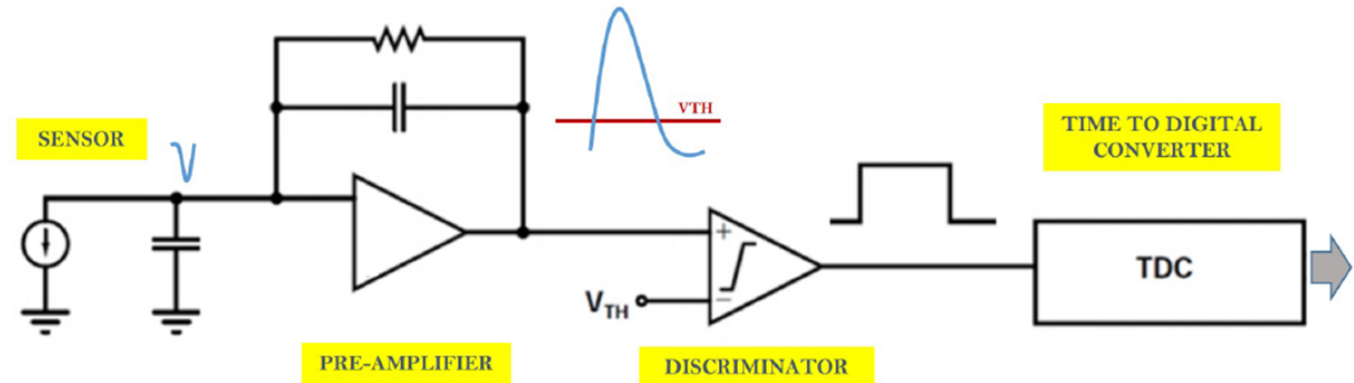 SENSOR
VTH
TIME TO DIGITAL
CONVERTER
+
−
VTH
TDC
PRE-AMPLIFIER
DISCRIMINATOR